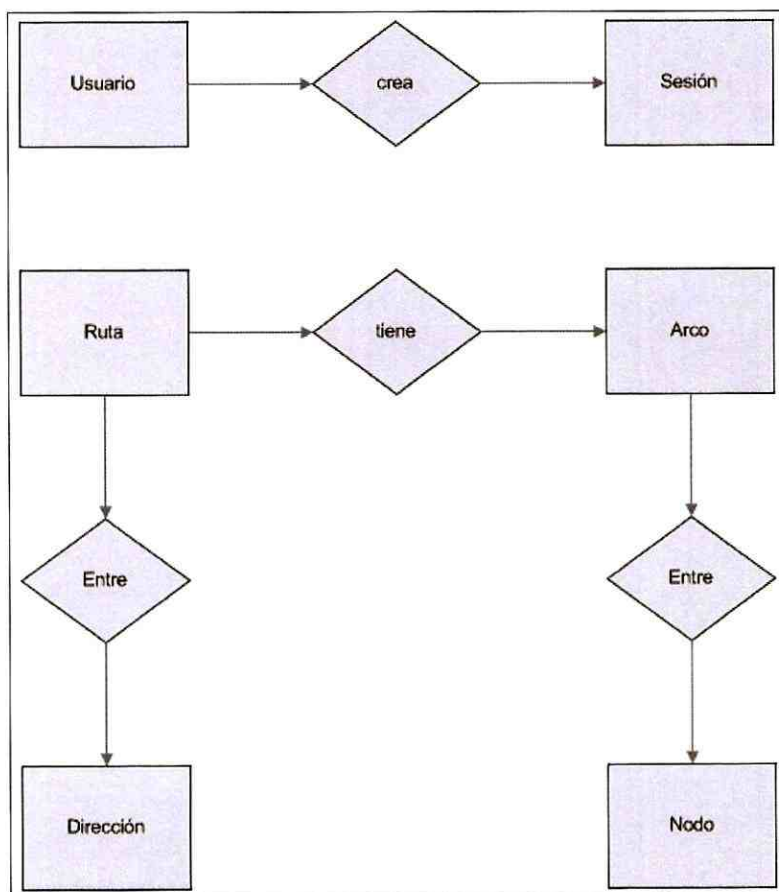 Usuario
crea
Sesión
Ruta
tiene
Arco
Entre
Entre
Dirección
Nodo